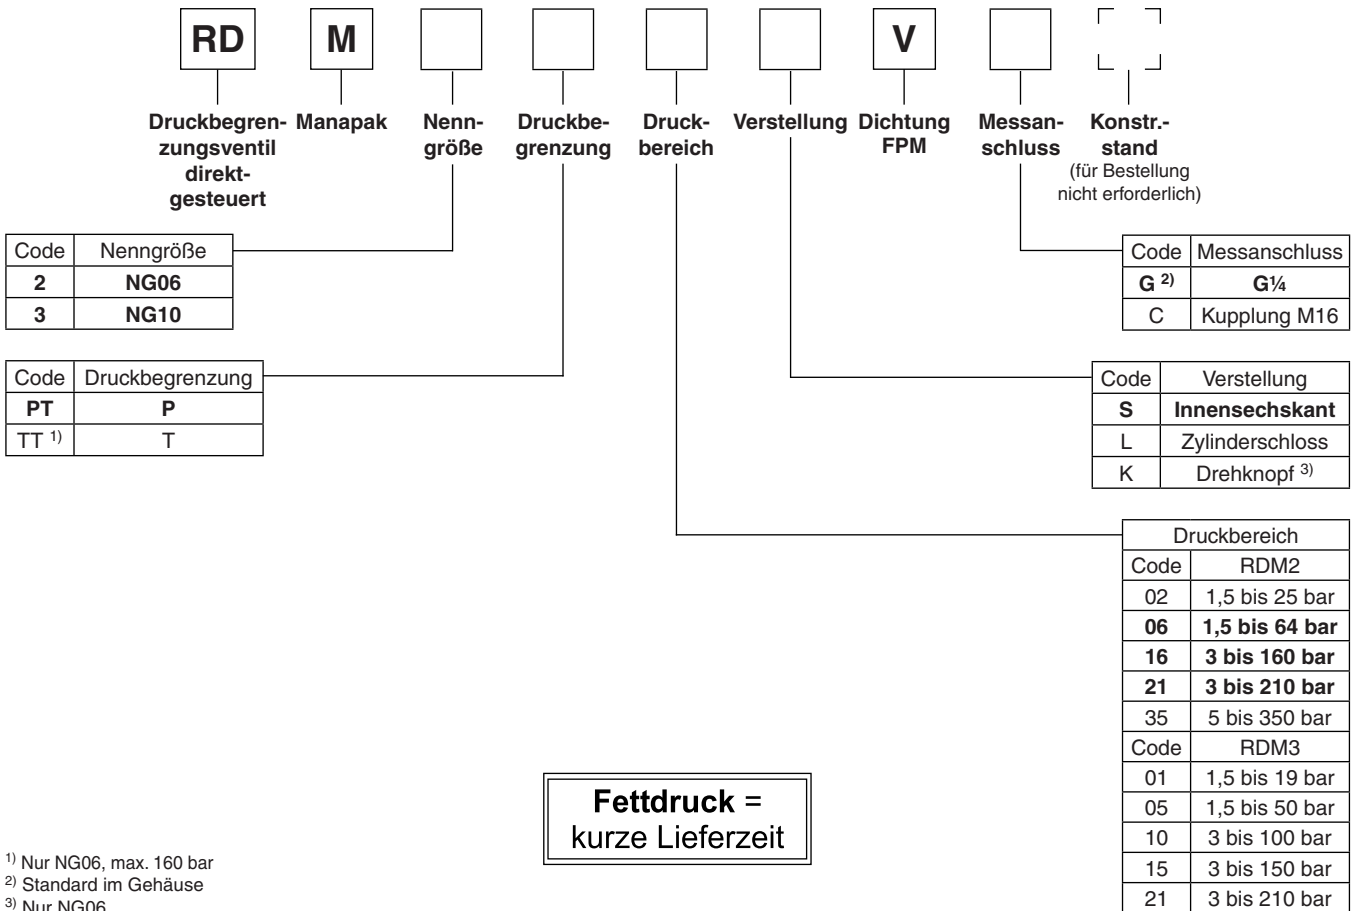 RD M V
Druckbegren-
zungsventil
direkt-
gesteuert
Manapak
Nenn-
größe
Druckbe-
grenzung
Druck-
bereich
Verstellung
Dichtung
FPM
Messan-
schluss
Konstr.-
stand
(für Bestellung
nicht erforderlich)
Code Nenngröße
2 NG06
3 NG10
Code Druckbegrenzung
PT P
TT 1) T
Code Messanschluss
G 2) G¼
C Kupplung M16
Code Verstellung
S Innensechskant
L Zylinderschloss
K Drehknopf 3)
Druckbereich
Code RDM2
02 1,5 bis 25 bar
06 1,5 bis 64 bar
16 3 bis 160 bar
21 3 bis 210 bar
35 5 bis 350 bar
Code RDM3
01 1,5 bis 19 bar
05 1,5 bis 50 bar
10 3 bis 100 bar
15 3 bis 150 bar
21 3 bis 210 bar
Fettdruck =
kurze Lieferzeit
1) Nur NG06, max. 160 bar
2) Standard im Gehäuse
3) Nur NG06